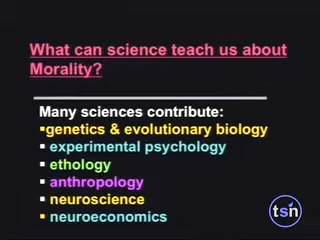 What can science teach us about
Morality?
Many sciences contribute:
▪genetics & evolutionary biology
▪ experimental psychology
▪ ethology
▪ anthropology
▪ neuroscience
▪ neuroeconomics
tsn